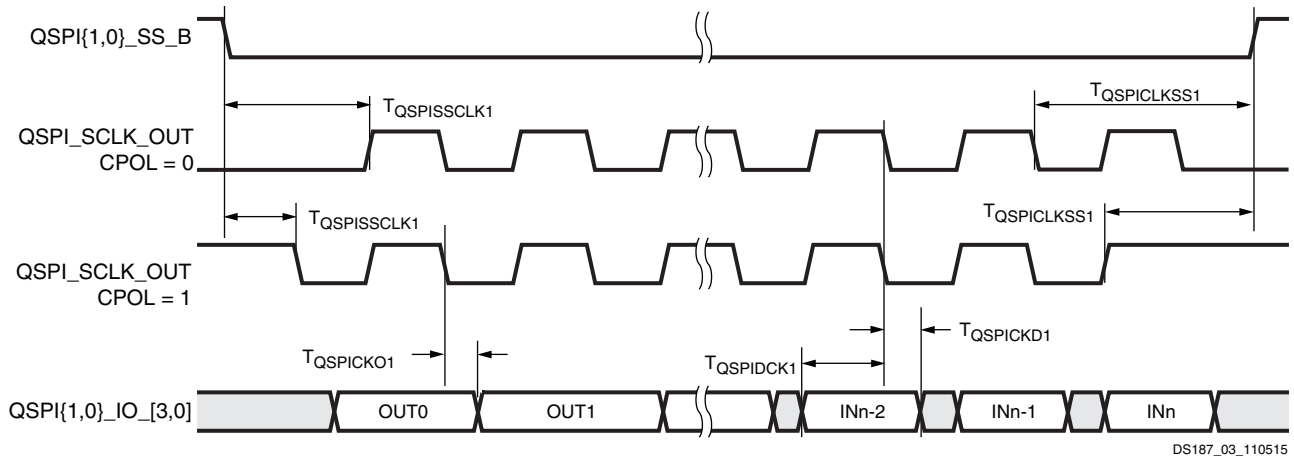 QSPI{1,0}_SS_B
TQSPISSCLK1
TQSPICLKSS1
QSPI_SCLK_OUT
CPOL = 0
TQSPISSCLK1
TQSPICLKSS1
QSPI_SCLK_OUT
CPOL = 1
TQSPICKO1
TQSPIDCK1
TQSPICKD1
QSPI{1,0}_IO_[3,0]
OUT0
OUT1
INn-2
INn-1
INn
DS187_03_110515